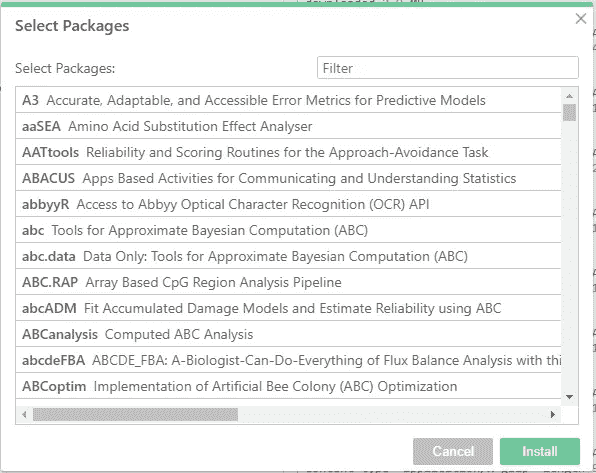 Select Packages
Select Packages:
Filter
A3 Accurate, Adaptable, and Accessible Error Metrics for Predictive Models
aaSEA Amino Acid Substitution Effect Analyser
AATtools Reliability and Scoring Routines for the Approach-Avoidance Task
ABACUS Apps Based Activities for Communicating and Understanding Statistics
abbyyR Access to Abbyy Optical Character Recognition (OCR) API
abc Tools for Approximate Bayesian Computation (ABC)
abc.data Data Only: Tools for Approximate Bayesian Computation (ABC)
ABC.RAP Array Based CpG Region Analysis Pipeline
abcADM Fit Accumulated Damage Models and Estimate Reliability using ABC
ABCanalysis Computed ABC Analysis
abcdeFBA ABCDE_FBA: A-Biologist-Can-Do-Everything of Flux Balance Analysis with thi
ABCoptim Implementation of Artificial Bee Colony (ABC) Optimization
Cancel
Install